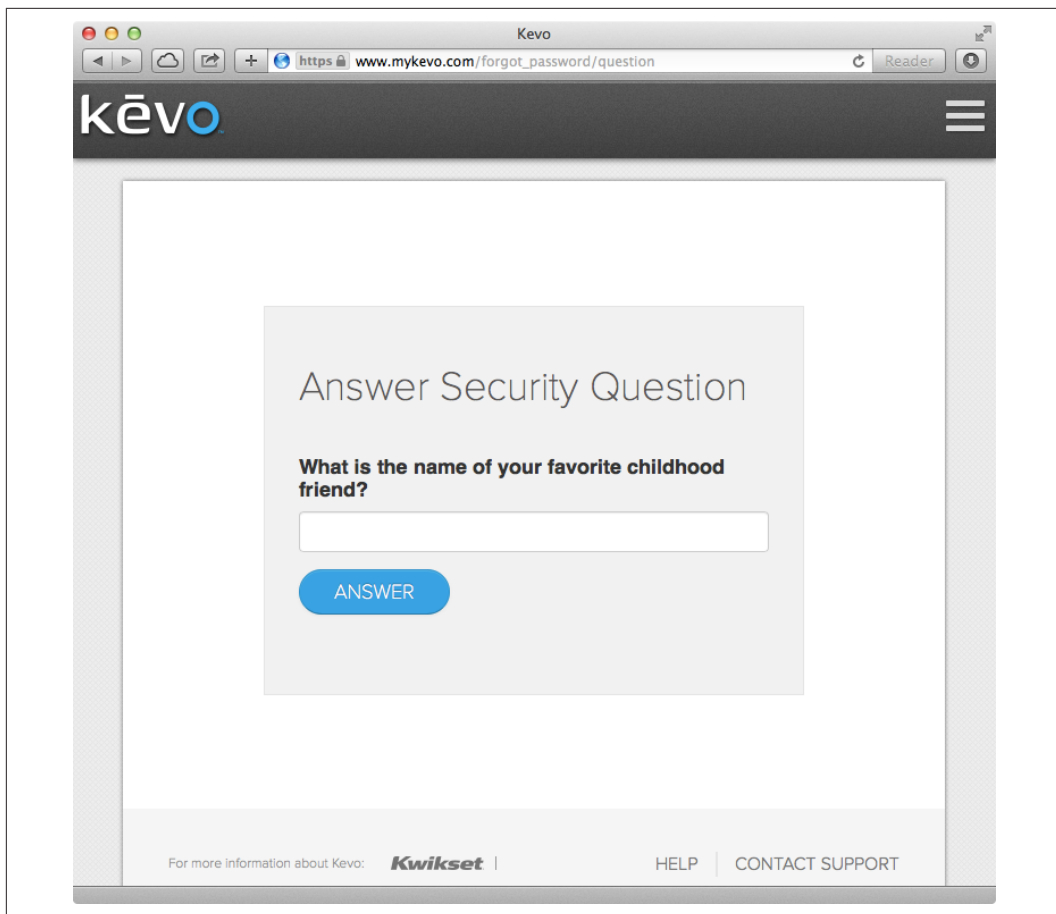 Kevo
https www.mykevo.com/forgot_password/question
Reader
kēvo
Answer Security Question
What is the name of your favorite childhood
friend?
ANSWER
For more information about Kevo: Kwikset | HELP CONTACT SUPPORT